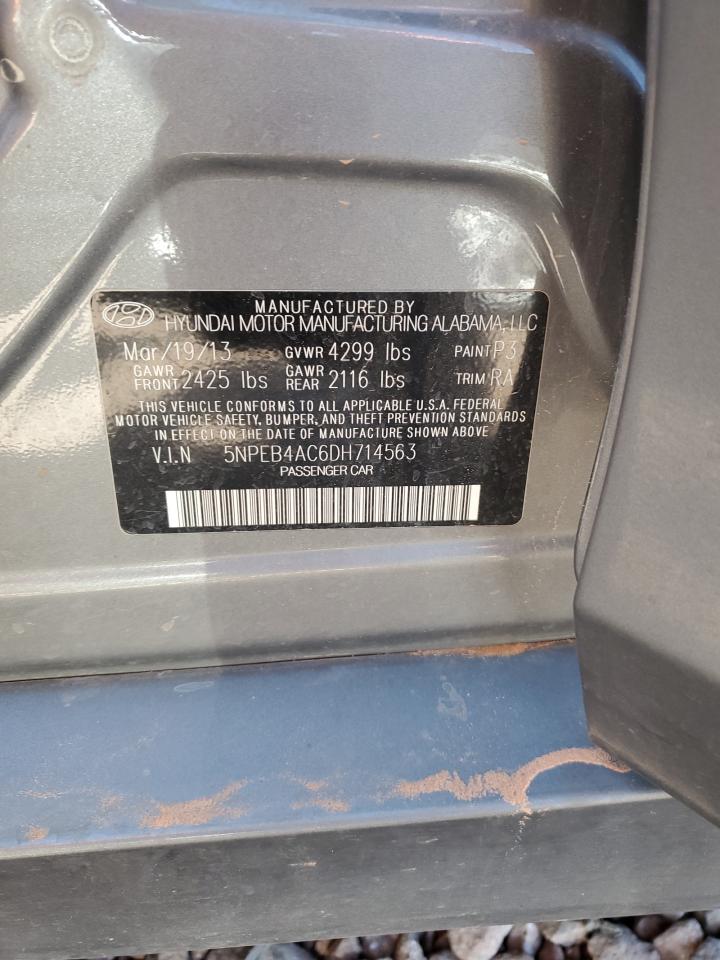 MANUFACTURED BY
HYUNDAI MOTOR MANUFACTURING ALABAMA, LLC
Mar/19/13 GVWR 4299 lbs PAINT P3
GAWR FRONT 2425 lbs GAWR REAR 2116 lbs TRIM RA
THIS VEHICLE CONFORMS TO ALL APPLICABLE U.S.A. FEDERAL
MOTOR VEHICLE SAFETY, BUMPER, AND THEFT PREVENTION STANDARDS
IN EFFECT ON THE DATE OF MANUFACTURE SHOWN ABOVE
V.I.N 5NPEB4AC6DH714563
PASSENGER CAR